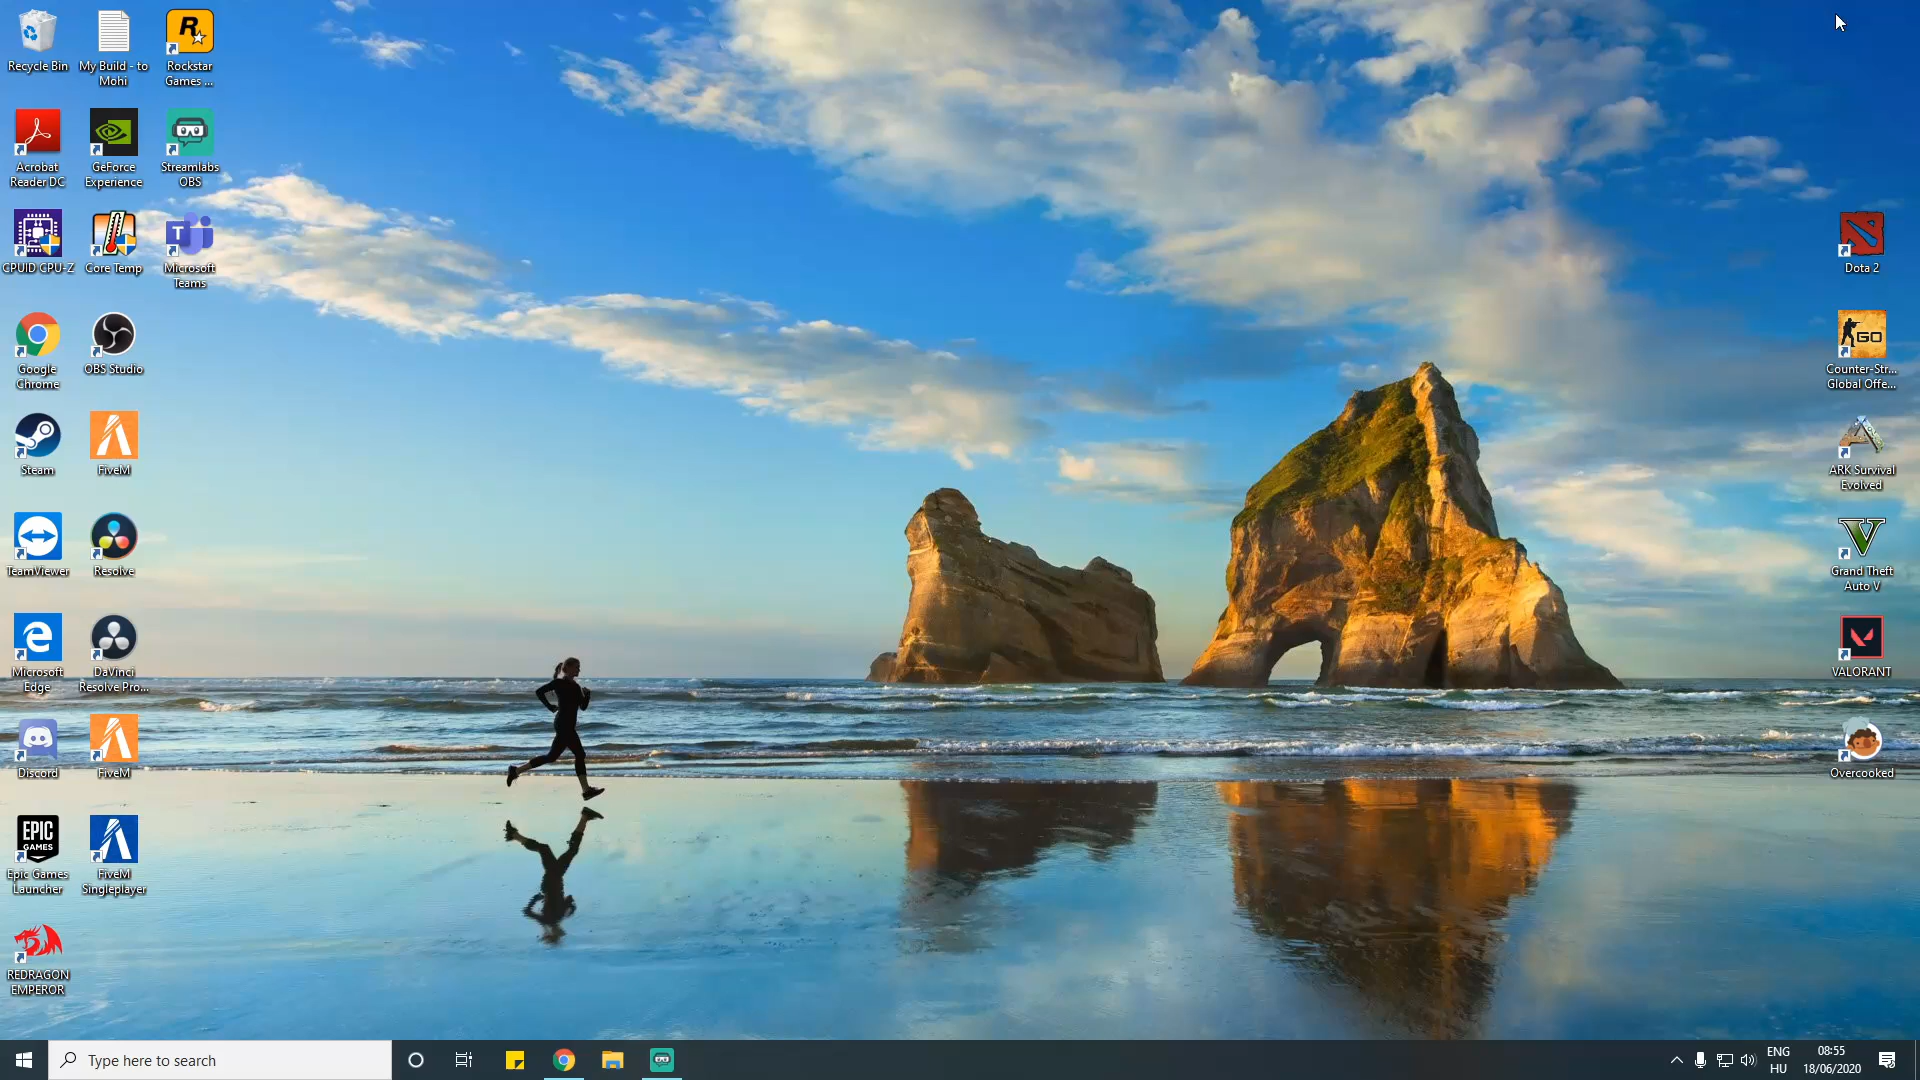 Recycle Bin
My Build - to
Mohi
Rockstar
Games ...
Acrobat
Reader DC
GeForce
Experience
Streamlabs
OBS
CPUID CPU-Z
Core Temp
Microsoft
Teams
Google
Chrome
OBS Studio
Steam
FiveM
TeamViewer
Resolve
Microsoft
Edge
DaVinci
Resolve Pro...
Discord
FiveM
EPIC
GAMES
Epic Games
Launcher
FiveM
Singleplayer
REDRAGON
EMPEROR
Dota 2
GO
Counter-Str...
Global Offe...
ARK Survival
Evolved
Grand Theft
Auto V
VALORANT
Overcooked
Type here to search
ENG
HU
08:55
18/06/2020